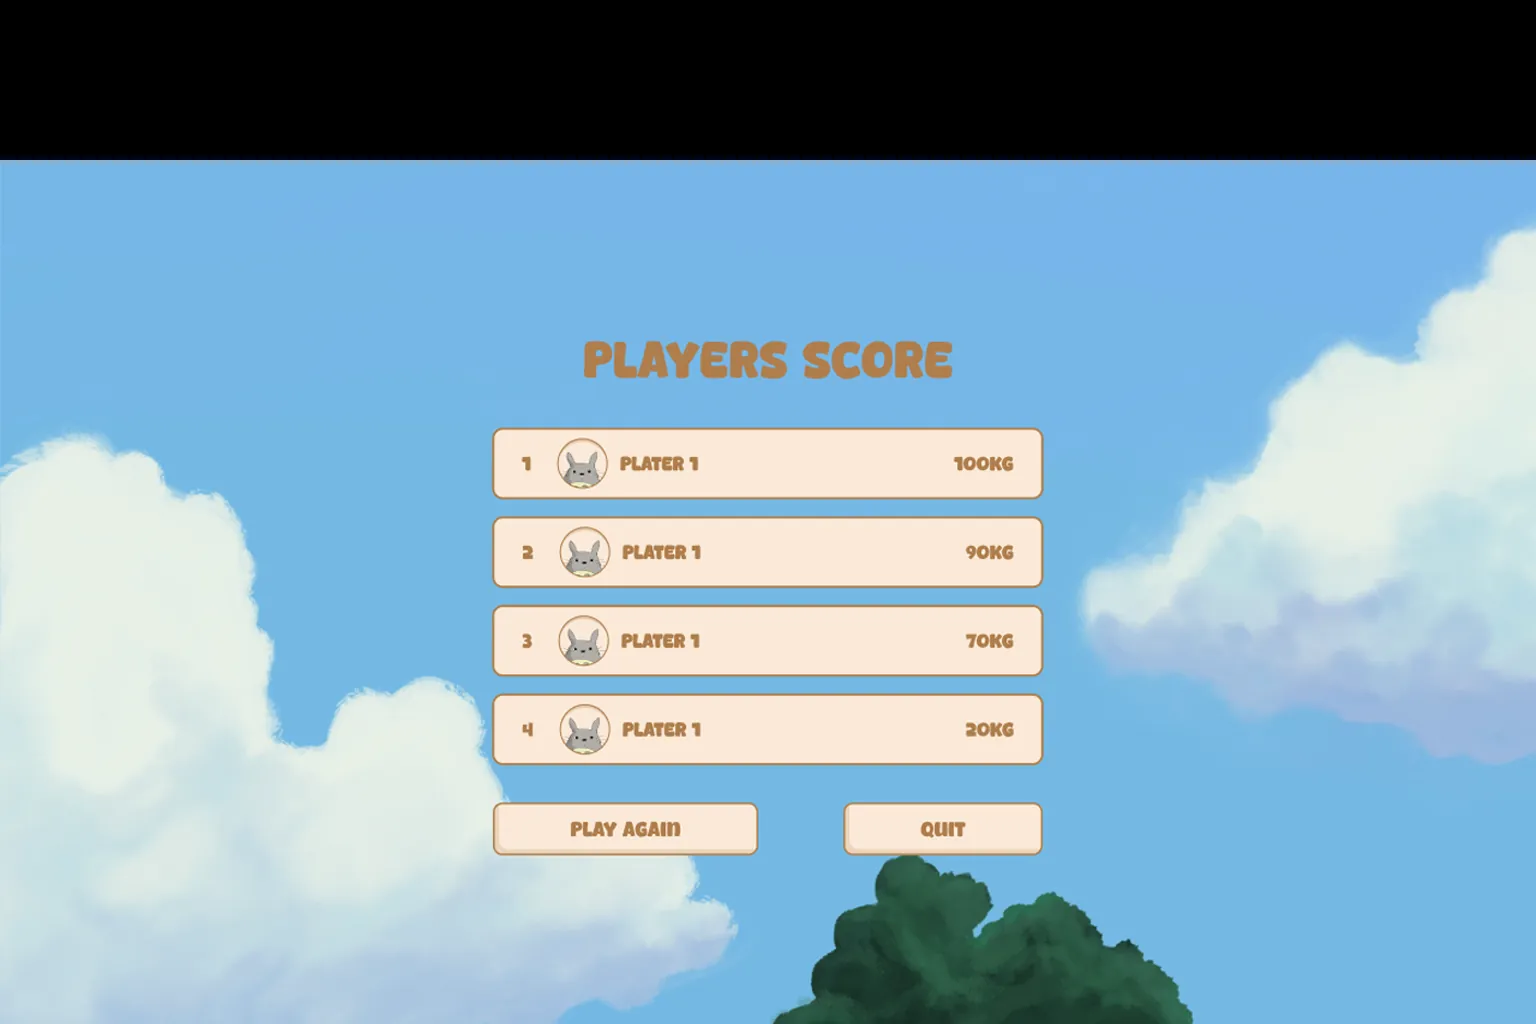 PLAYERS SCORE
1 PLATER 1 100KG
2 PLATER 1 90KG
3 PLATER 1 70KG
4 PLATER 1 20KG
PLAY AGAIN QUIT